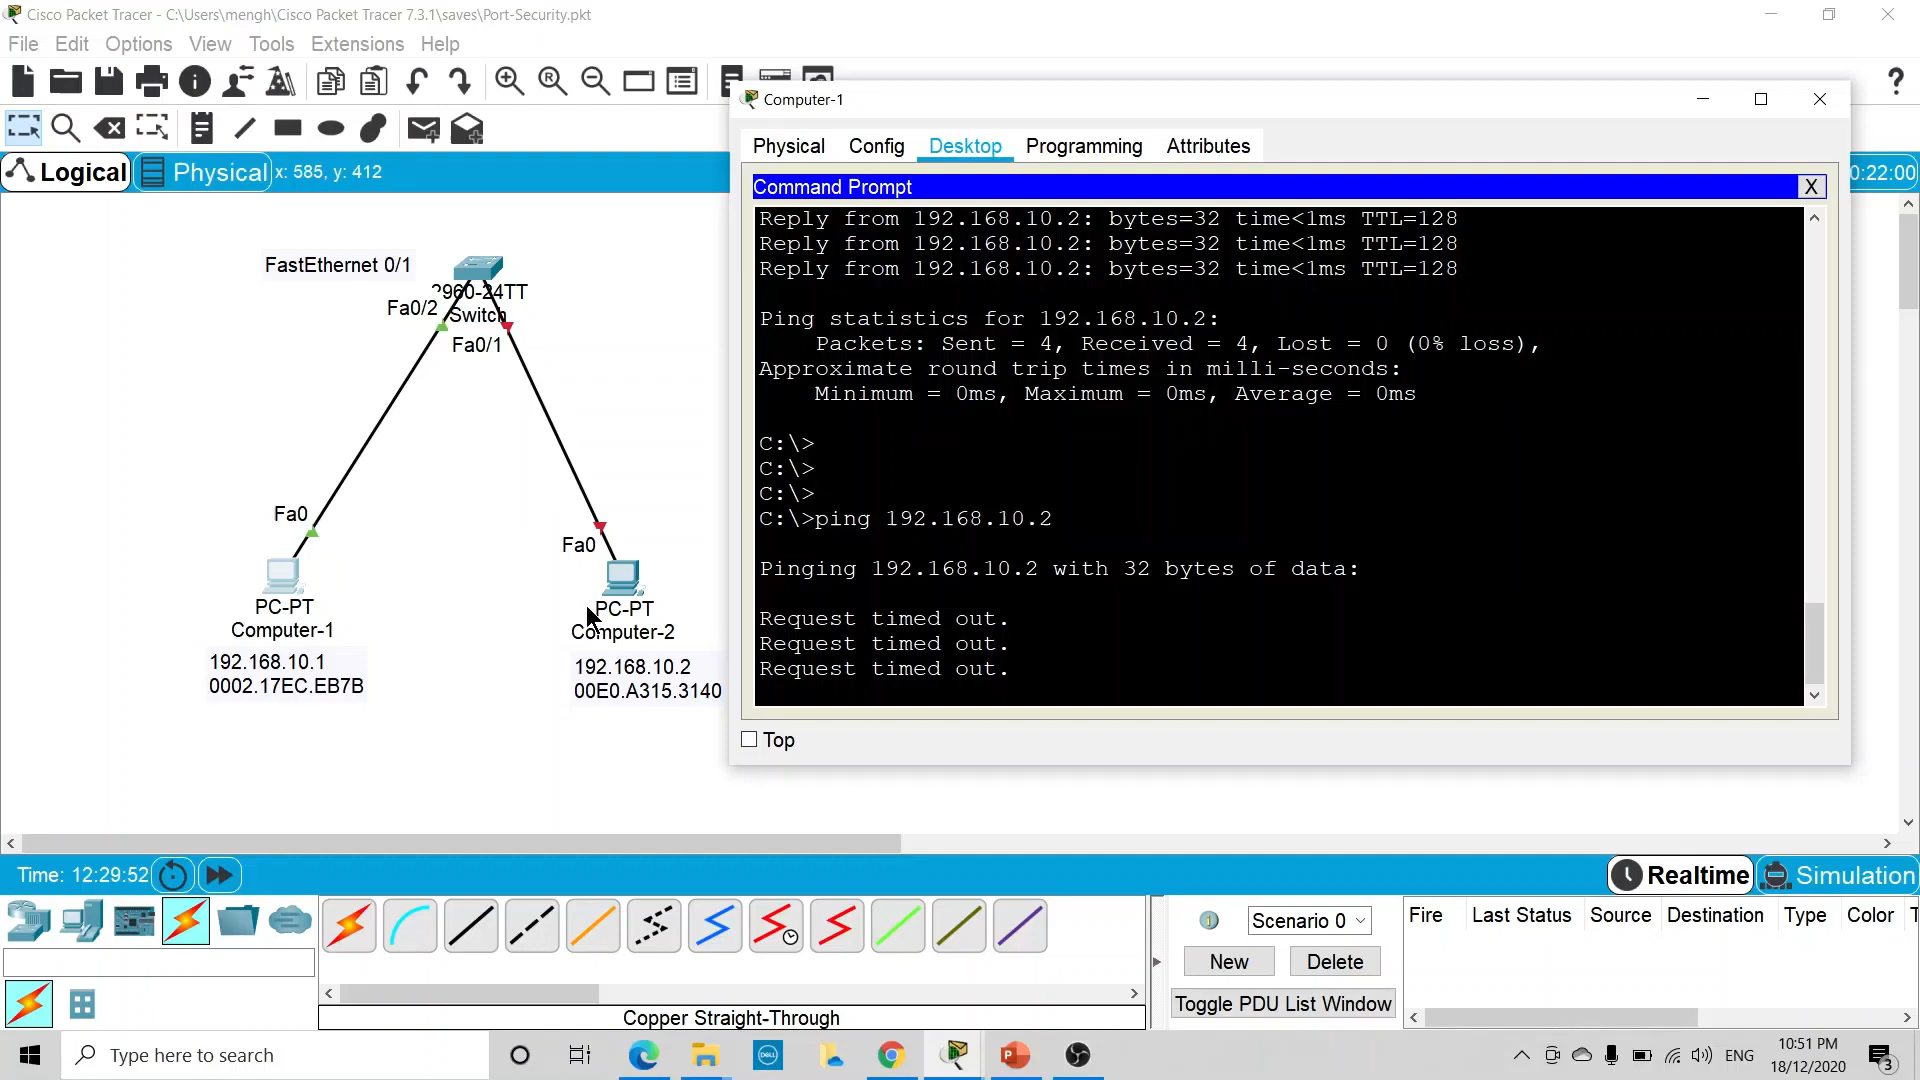 Cisco Packet Tracer - C:\Users\mengh\Cisco Packet Tracer 7.3.1\saves\Port-Security.pkt
File Edit Options View Tools Extensions Help
Computer-1
Physical Config Desktop Programming Attributes
Logical Physical x: 585, y: 412
0:22:00
Command Prompt X
Reply from 192.168.10.2: bytes=32 time<1ms TTL=128
Reply from 192.168.10.2: bytes=32 time<1ms TTL=128
Reply from 192.168.10.2: bytes=32 time<1ms TTL=128
Ping statistics for 192.168.10.2:
Packets: Sent = 4, Received = 4, Lost = 0 (0% loss),
Approximate round trip times in milli-seconds:
Minimum = 0ms, Maximum = 0ms, Average = 0ms
C:\>
C:\>
C:\>
C:\>ping 192.168.10.2
Pinging 192.168.10.2 with 32 bytes of data:
Request timed out.
Request timed out.
Request timed out.
Top
FastEthernet 0/1
2960-24TT
Fa0/2
Switch
Fa0/1
Fa0
Fa0
PC-PT
Computer-1
192.168.10.1
0002.17EC.EB7B
PC-PT
Computer-2
192.168.10.2
00E0.A315.3140
Time: 12:29:52
Realtime Simulation
Scenario 0
New Delete
Toggle PDU List Window
Fire Last Status Source Destination Type Color T
Copper Straight-Through
Type here to search
DELL
ENG
10:51 PM
18/12/2020
3